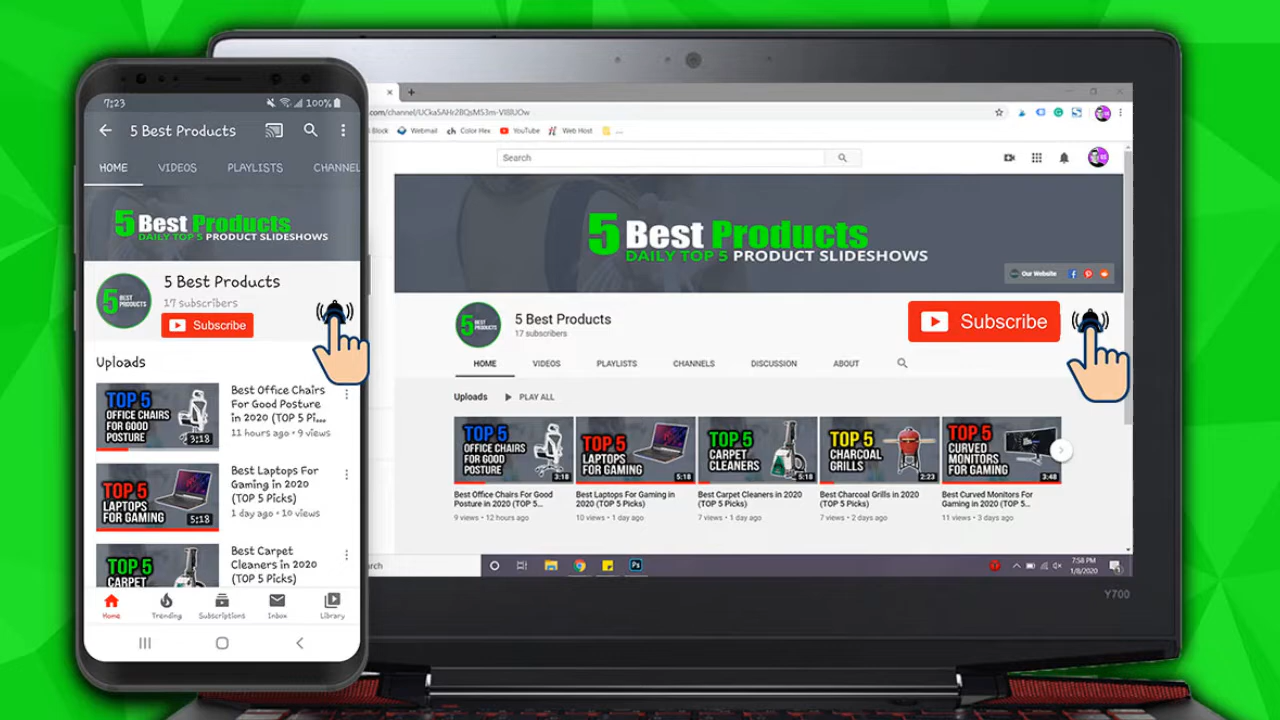 7:23
100%
5 Best Products
HOME VIDEOS PLAYLISTS CHANNEL
5 Best Products
DAILY TOP 5 PRODUCT SLIDESHOWS
5 BEST PRODUCTS
5 Best Products
17 subscribers
Subscribe
Uploads
TOP 5
OFFICE CHAIRS
FOR GOOD
POSTURE
3:18
Best Office Chairs
For Good Posture
in 2020 (TOP 5 Pi...
11 hours ago • 9 views
TOP 5
LAPTOPS
FOR GAMING
5:18
Best Laptops For
Gaming in 2020
(TOP 5 Picks)
1 day ago • 10 views
TOP 5
CARPET
Best Carpet
Cleaners in 2020
(TOP 5 Picks)
Home Trending Subscriptions Inbox Library
Block Webmail Color Hex YouTube Web Host ...
Search
5 Best Products
DAILY TOP 5 PRODUCT SLIDESHOWS
Our Website
5 BEST PRODUCTS
5 Best Products
17 subscribers
Subscribe
HOME VIDEOS PLAYLISTS CHANNELS DISCUSSION ABOUT
Uploads PLAY ALL
TOP 5
OFFICE CHAIRS
FOR GOOD
POSTURE
3:18
TOP 5
LAPTOPS
FOR GAMING
5:18
TOP 5
CARPET
CLEANERS
5:18
TOP 5
CHARCOAL
GRILLS
2:23
TOP 5
CURVED
MONITORS
FOR GAMING
3:48
Best Office Chairs For Good
Posture in 2020 (TOP 5...
9 views • 12 hours ago
Best Laptops For Gaming in
2020 (TOP 5 Picks)
10 views • 1 day ago
Best Carpet Cleaners in 2020
(TOP 5 Picks)
7 views • 1 day ago
Best Charcoal Grills in 2020
(TOP 5 Picks)
7 views • 2 days ago
Best Curved Monitors For
Gaming in 2020 (TOP 5...
11 views • 3 days ago
rch
Ps
7:58 PM
1/8/2020
Y700